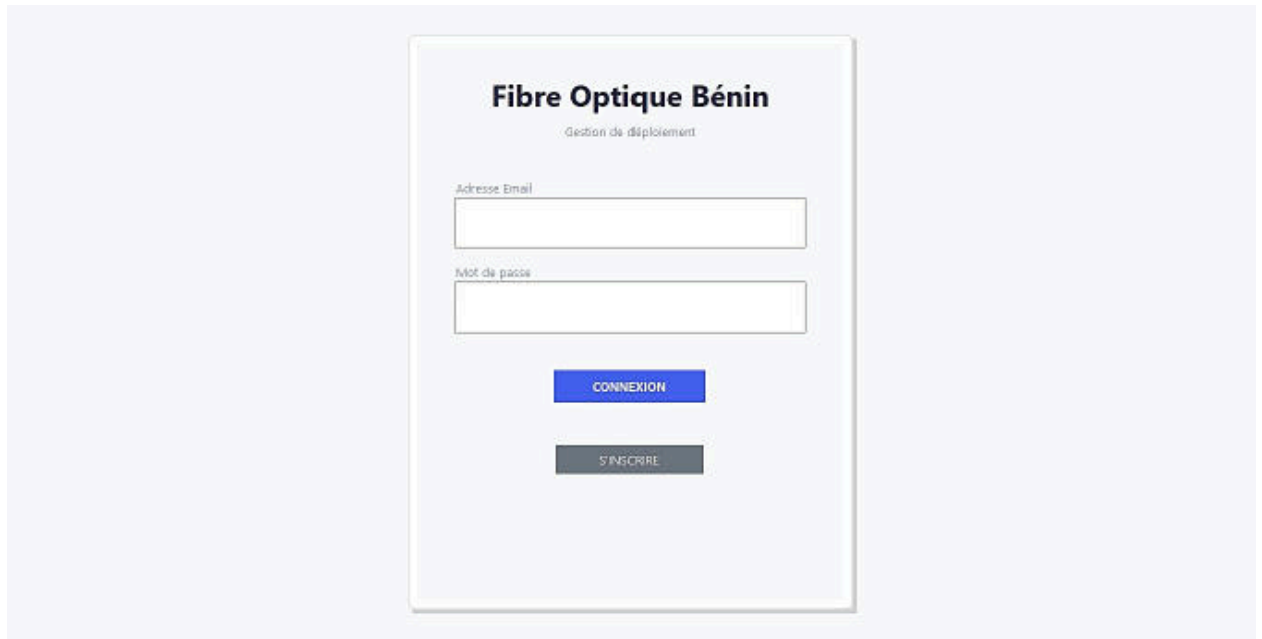 Fibre Optique Bénin
Gestion de déploiement
Adresse Email
Mot de passe
CONNEXION
S'INSCRIRE